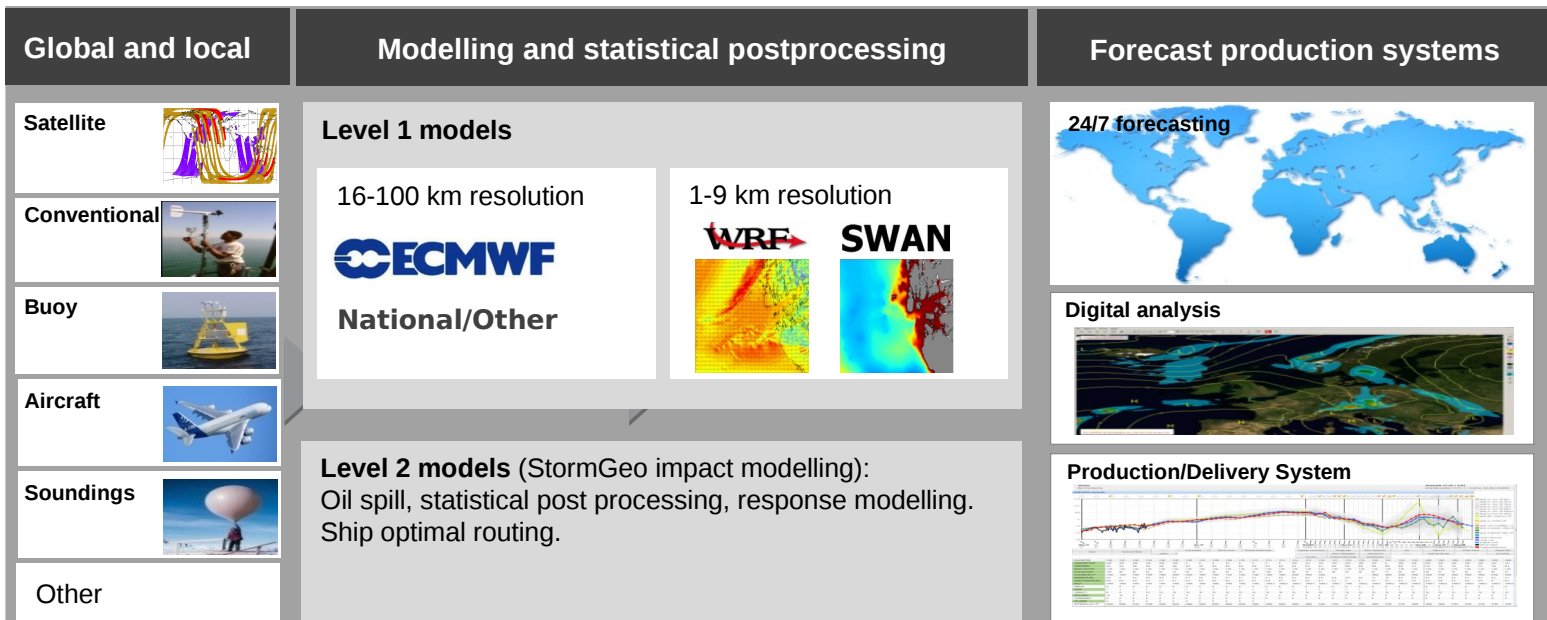 Global and local
Modelling and statistical postprocessing
Forecast production systems
Satellite
Conventional
Buoy
Aircraft
Soundings
Other
Level 1 models
16-100 km resolution
ECMWF
National/Other
1-9 km resolution
WRF
SWAN
Level 2 models (StormGeo impact modelling):
Oil spill, statistical post processing, response modelling.
Ship optimal routing.
24/7 forecasting
Digital analysis
Production/Delivery System